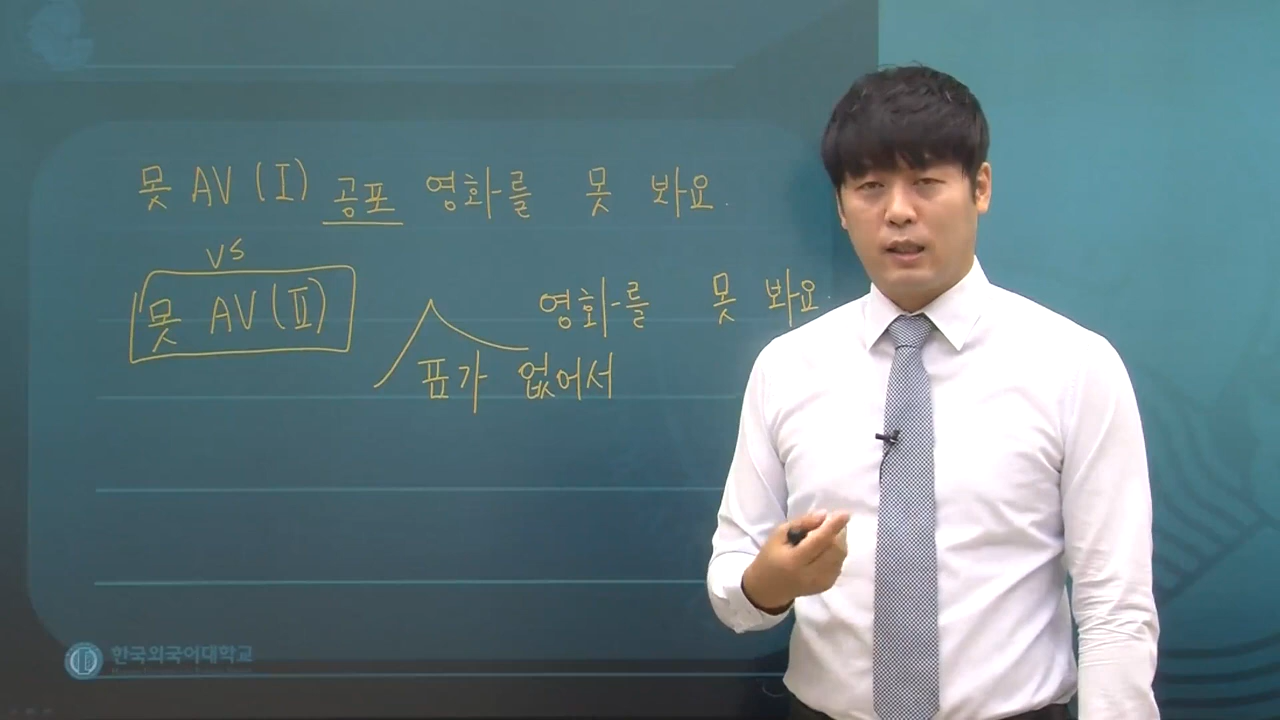 못 AV (Ⅰ) 공포 영화를 못 봐요.
vs
못 AV (Ⅱ) 영화를 못 봐요.
표가 없어서
한국외국어대학교